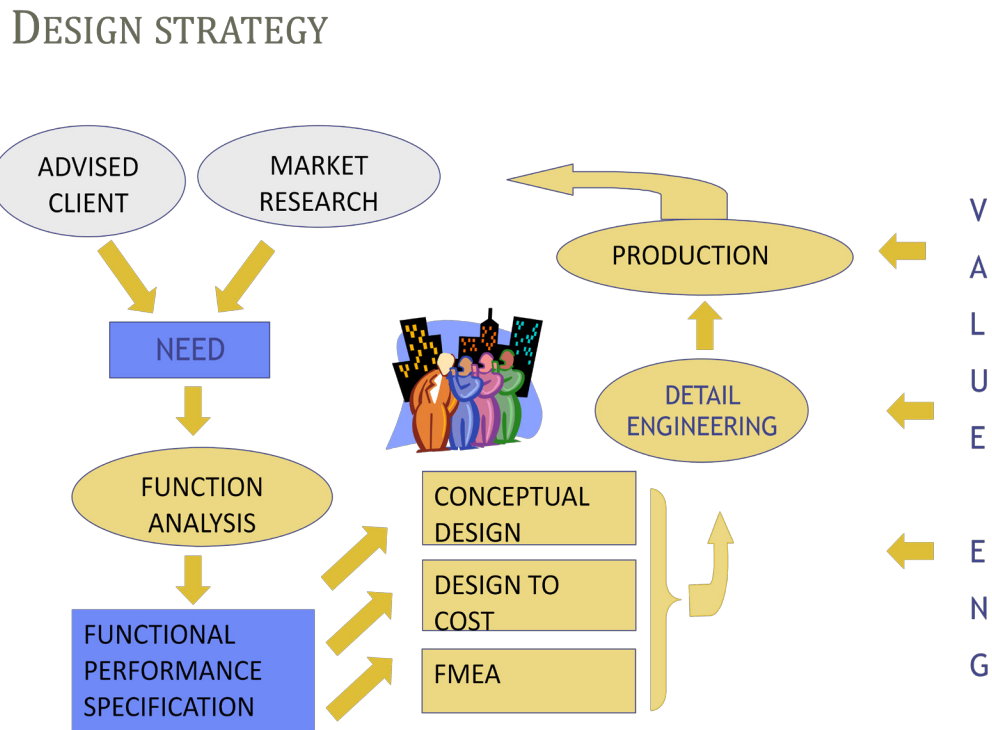 DESIGN STRATEGY
ADVISED
CLIENT
MARKET
RESEARCH
NEED
FUNCTION
ANALYSIS
FUNCTIONAL
PERFORMANCE
SPECIFICATION
CONCEPTUAL
DESIGN
DESIGN TO
COST
FMEA
DETAIL
ENGINEERING
PRODUCTION
V
A
L
U
E
E
N
G